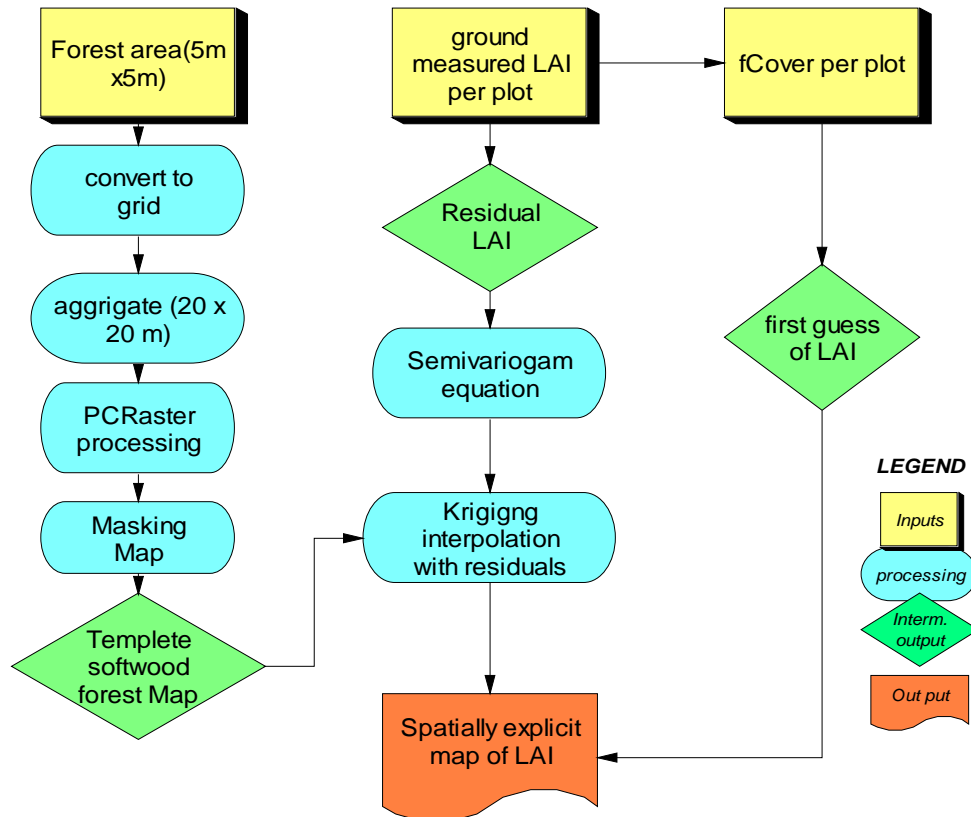 Forest area(5m
x5m)
convert to
grid
aggrigate (20 x
20 m)
PCRaster
processing
Masking
Map
Templete
softwood
forest Map
ground
measured LAI
per plot
Residual
LAI
Semivariogam
equation
Krigigng
interpolation
with residuals
Spatially explicit
map of LAI
fCover per plot
first guess
of LAI
LEGEND
Inputs
processing
Interm.
output
Out put